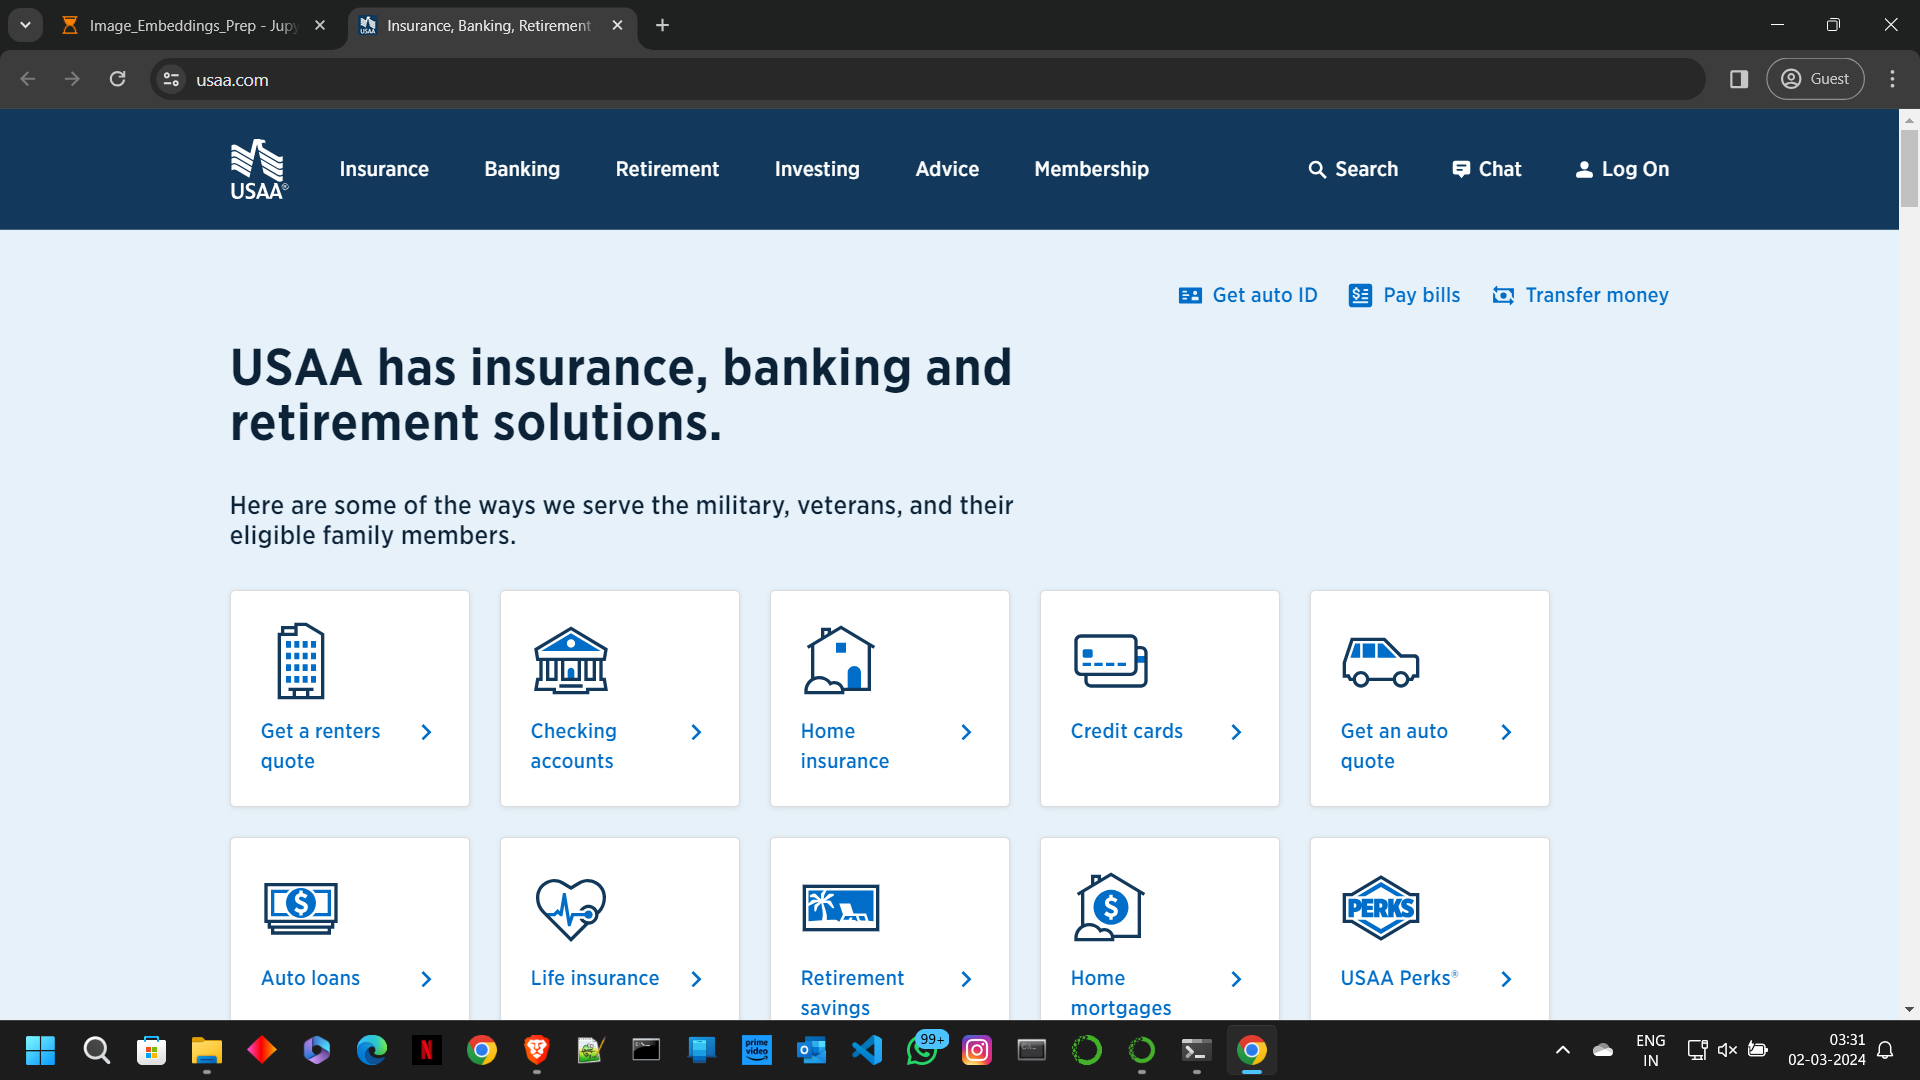 Image_Embeddings_Prep - Jupy
Insurance, Banking, Retirement
usaa.com
Guest
USAA®
Insurance
Banking
Retirement
Investing
Advice
Membership
Search
Chat
Log On
Get auto ID
Pay bills
Transfer money
USAA has insurance, banking and
retirement solutions.
Here are some of the ways we serve the military, veterans, and their
eligible family members.
Get a renters
quote
Checking
accounts
Home
insurance
Credit cards
Get an auto
quote
Auto loans
Life insurance
Retirement
savings
Home
mortgages
PERKS
USAA Perks®
prime
video
99+
ENG
IN
03:31
02-03-2024